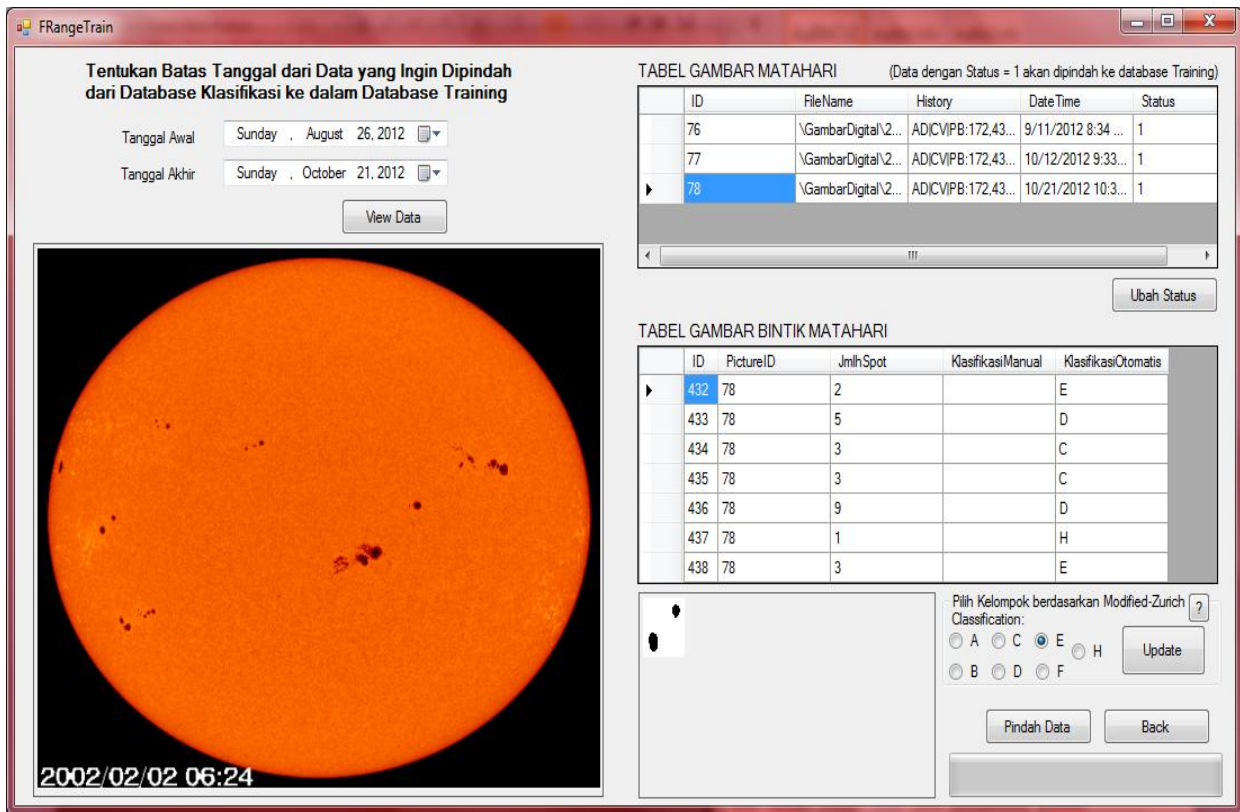 FRangeTrain
Tentukan Batas Tanggal dari Data yang Ingin Dipindah
dari Database Klasifikasi ke dalam Database Training
Tanggal Awal Sunday , August 26, 2012
Tanggal Akhir Sunday , October 21, 2012
View Data
2002/02/02 06:24
TABEL GAMBAR MATAHARI (Data dengan Status = 1 akan dipindah ke database Training)
ID FileName History DateTime Status
76 \GambarDigital\2... AD|CV|PB:172,43... 9/11/2012 8:34 ... 1
77 \GambarDigital\2... AD|CV|PB:172,43... 10/12/2012 9:33... 1
78 \GambarDigital\2... AD|CV|PB:172,43... 10/21/2012 10:3... 1
Ubah Status
TABEL GAMBAR BINTIK MATAHARI
ID PictureID JmlhSpot KlasifikasiManual KlasifikasiOtomatis
432 78 2 E
433 78 5 D
434 78 3 C
435 78 3 C
436 78 9 D
437 78 1 H
438 78 3 E
Pilih Kelompok berdasarkan Modified-Zurich ?
Classification:
A C E H
B D F
Update
Pindah Data Back